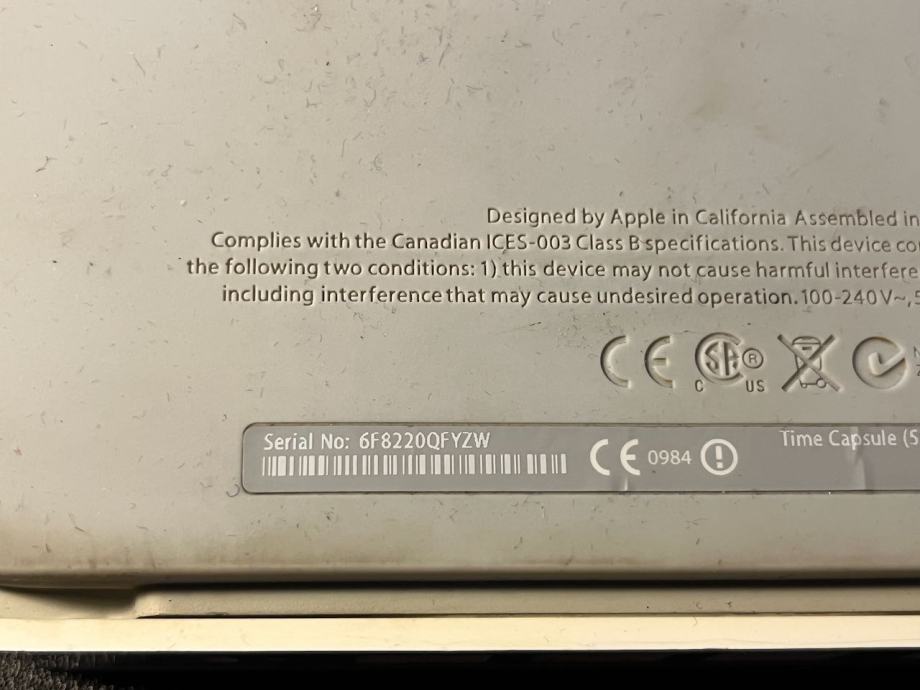 Designed by Apple in California Assembled in
Complies with the Canadian ICES-003 Class B specifications. This device
the following two conditions: 1) this device may not cause harmful
including interference that may cause undesired operation. 100-240V~,
C US
Serial No: 6F8220QFYZW
CE 0984
Time Capsule